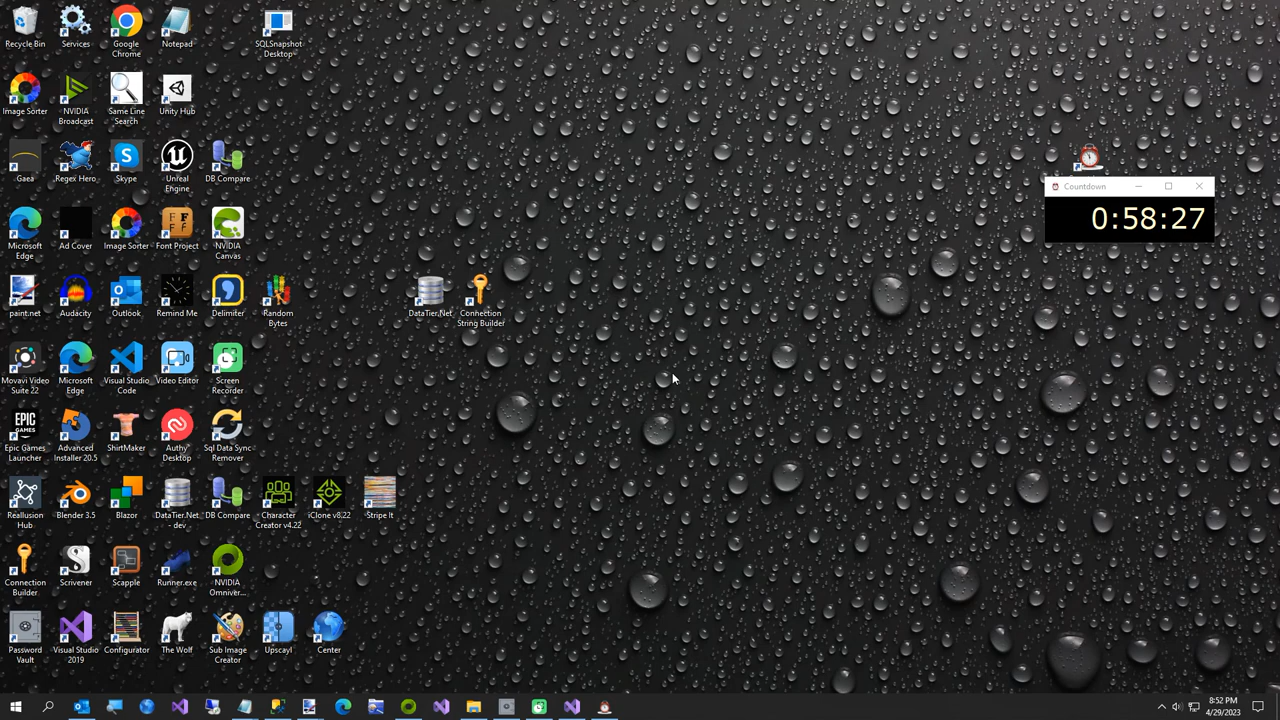 Recycle Bin
Services
Google
Chrome
Notepad
SQLSnapshot
Desktop
Image Sorter
NVIDIA
Broadcast
Same Line
Search
Unity Hub
Gaea
Regex Hero
Skype
Unreal
Engine
DB Compare
Countdown
0:58:27
Microsoft
Edge
Ad Cover
Image Sorter
Font Project
NVIDIA
Canvas
paint.net
Audacity
Outlook
Remind Me
Delimiter
Random
Bytes
DataTier.Net
Connection
String Builder
Movavi Video
Suite 22
Microsoft
Edge
Visual Studio
Code
Video Editor
Screen
Recorder
EPIC
GAMES
Epic Games
Launcher
Advanced
Installer 20.5
ShirtMaker
Authy
Desktop
Sql Data Sync
Remover
Reallusion
Hub
Blender 3.5
Blazor
DataTier.Net
- dev
DB Compare
Character
Creator v4.22
iClone v8.22
Stripe It
Connection
Builder
Scrivener
Scapple
Runner.exe
NVIDIA
Omniver...
Password
Vault
Visual Studio
2019
Configurator
The Wolf
Sub Image
Creator
Upscayl
Center
8:52 PM
4/29/2023